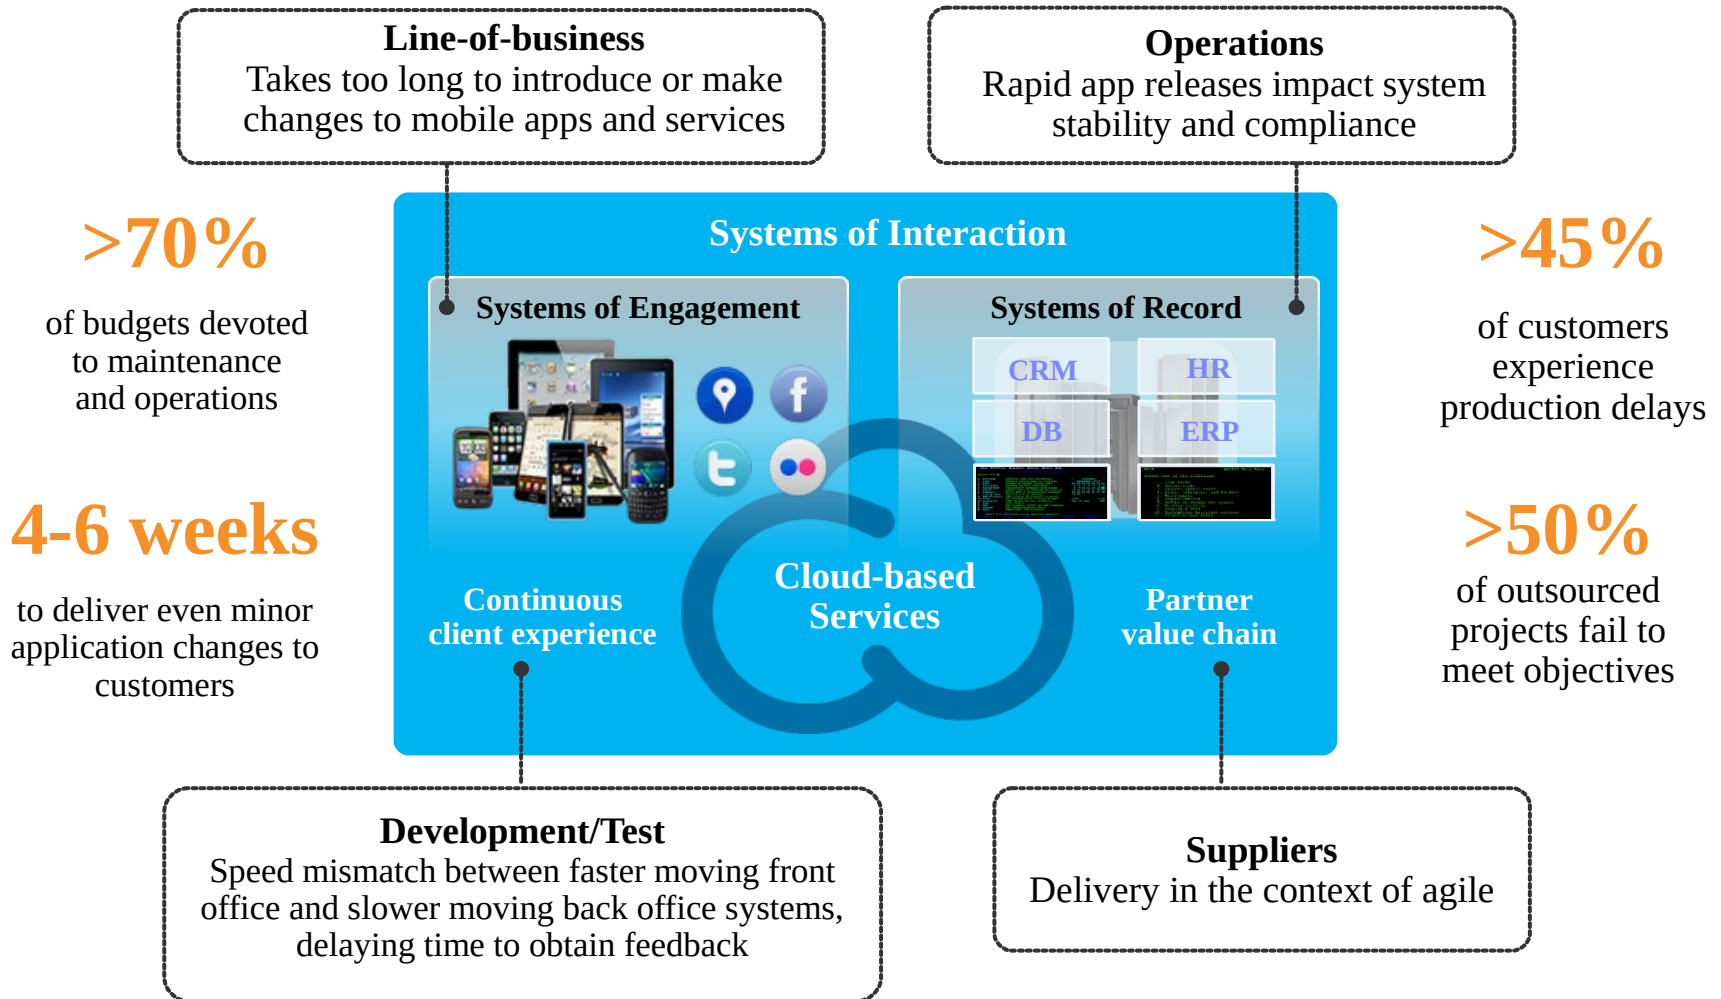 Line-of-business
Takes too long to introduce or make
changes to mobile apps and services
Operations
Rapid app releases impact system
stability and compliance
>70%
of budgets devoted
to maintenance
and operations
4-6 weeks
to deliver even minor
application changes to
customers
Systems of Interaction
Systems of Engagement
Systems of Record
CRM
HR
DB
ERP
Cloud-based
Services
Continuous
client experience
Partner
value chain
>45%
of customers
experience
production delays
>50%
of outsourced
projects fail to
meet objectives
Development/Test
Speed mismatch between faster moving front
office and slower moving back office systems,
delaying time to obtain feedback
Suppliers
Delivery in the context of agile